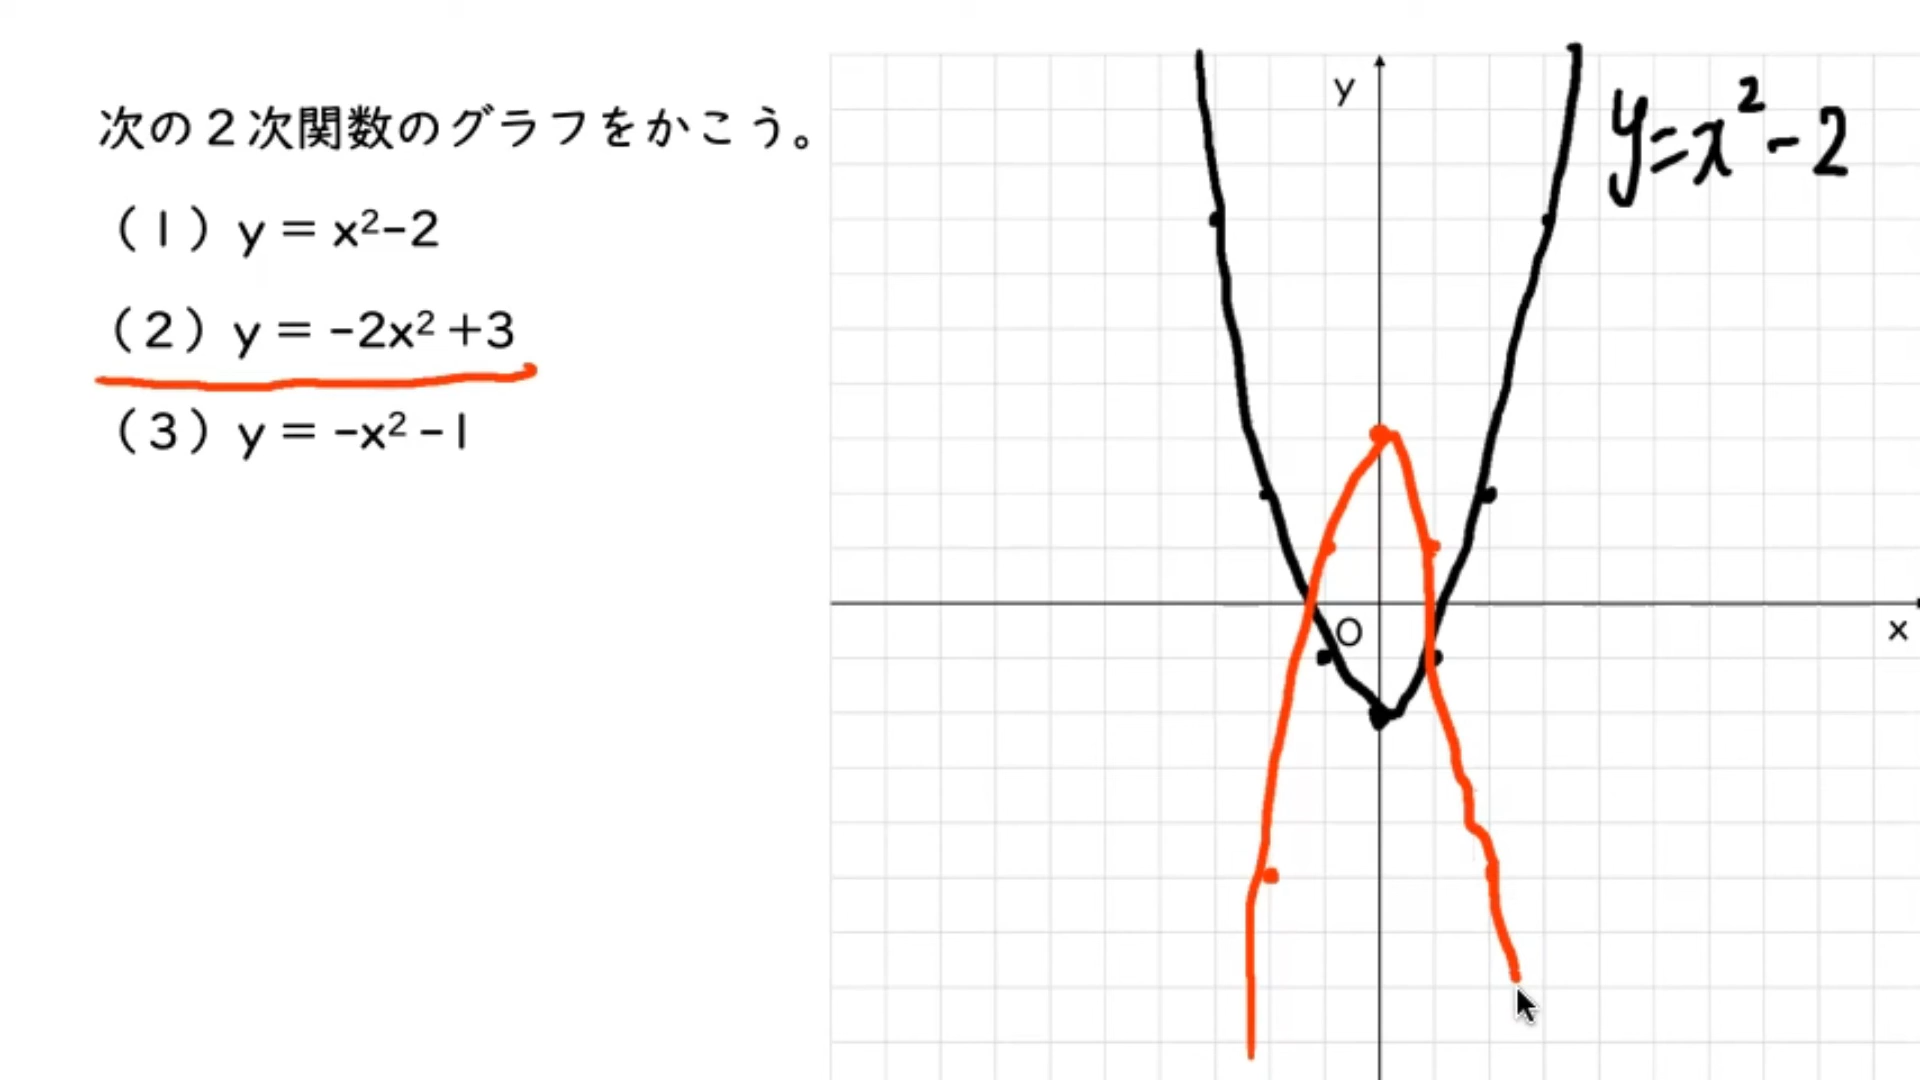 次の2次関数のグラフをかこう。
(1) y = x²-2
(2) y = -2x²+3
(3) y = -x²-1
y
y=x²-2
O
x